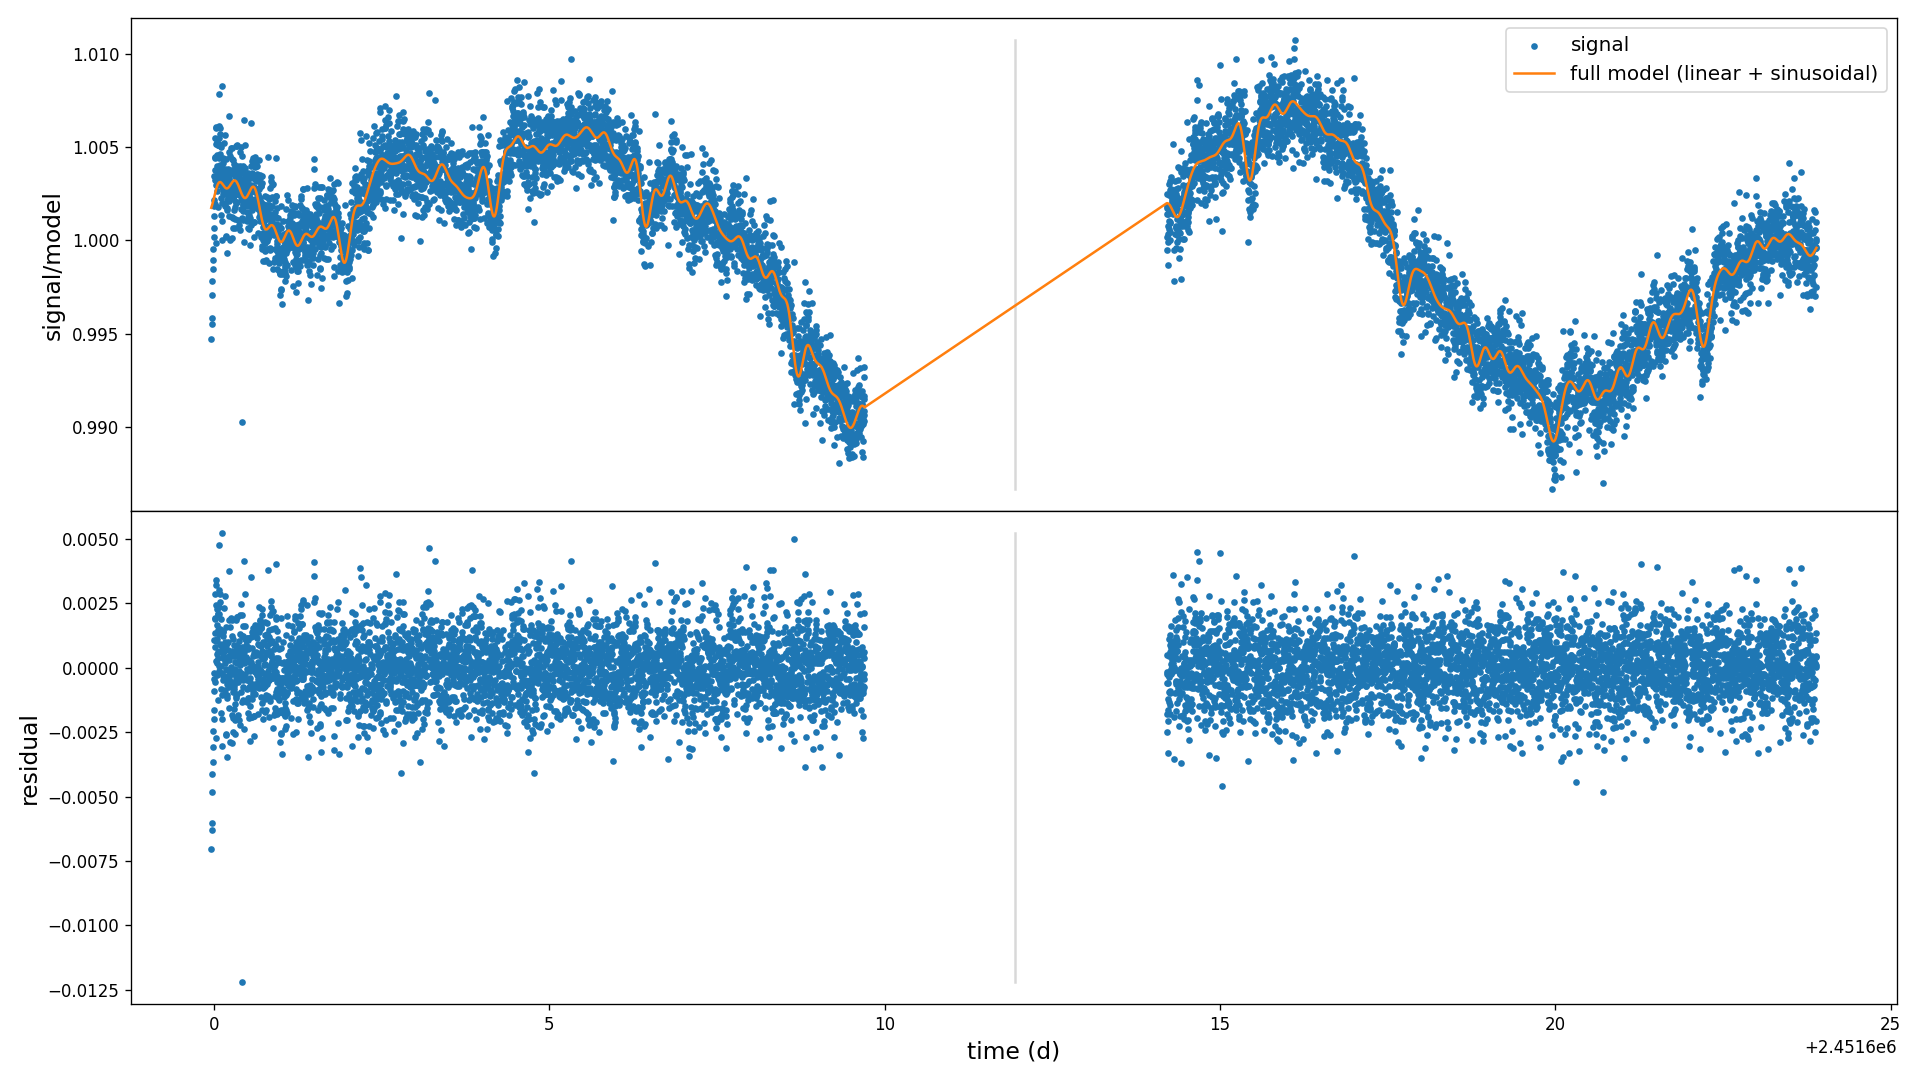 signal
full model (linear + sinusoidal)
1.010
1.005
1.000
0.995
0.990
signal/model
0.0050
0.0025
0.0000
−0.0025
−0.0050
−0.0075
−0.0100
−0.0125
residual
0 5 10 15 20 25
time (d)
+2.4516e6